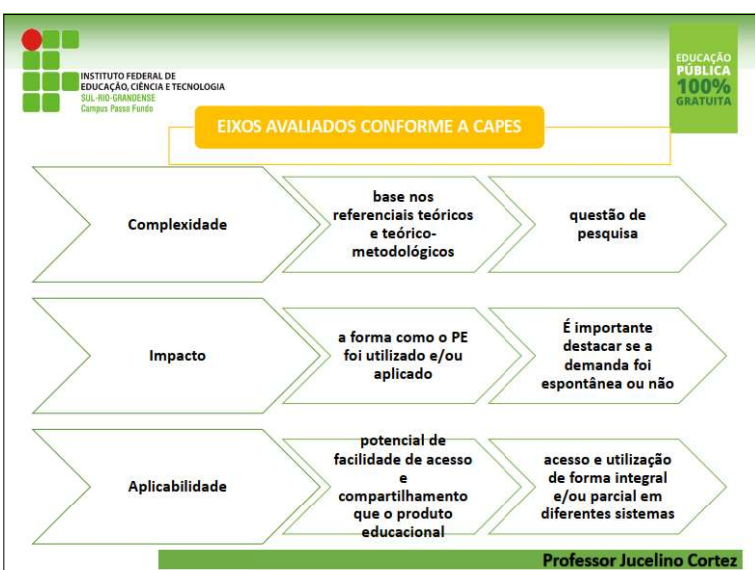 INSTITUTO FEDERAL DE
EDUCAÇÃO, CIÊNCIA E TECNOLOGIA
SUL-RIO-GRANDENSE
Campus Passo Fundo
EDUCAÇÃO
PÚBLICA
100%
GRATUITA
EIXOS AVALIADOS CONFORME A CAPES
Complexidade
base nos
referenciais teóricos
e teórico-
metodológicos
questão de
pesquisa
Impacto
a forma como o PE
foi utilizado e/ou
aplicado
É importante
destacar se a
demanda foi
espontânea ou não
Aplicabilidade
potencial de
facilidade de acesso
e
compartilhamento
que o produto
educacional
acesso e utilização
de forma integral
e/ou parcial em
diferentes sistemas
Professor Jucelino Cortez